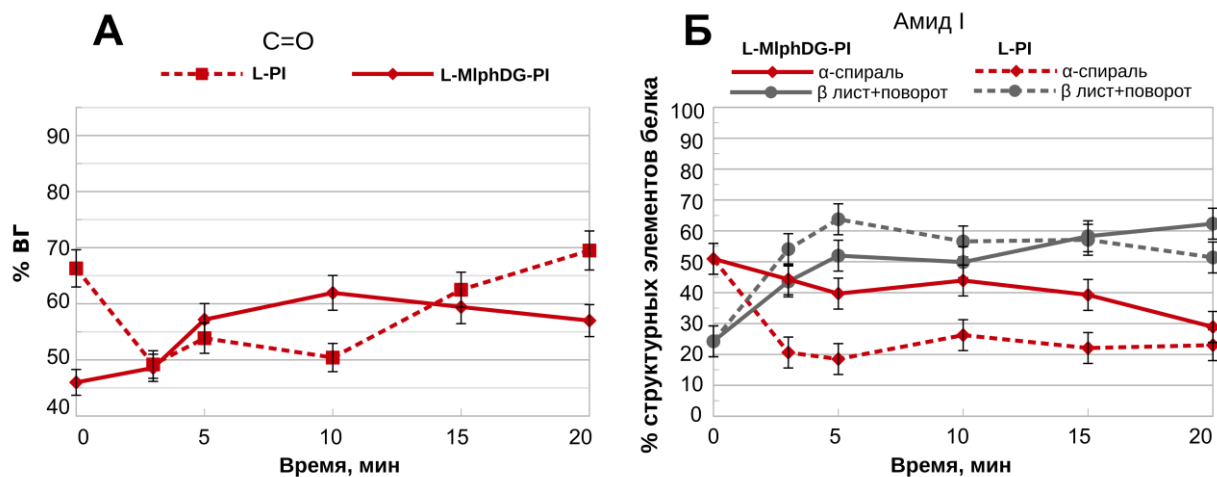 А
C=O
L-PI
L-MlphDG-PI
% ВГ
90
80
70
60
50
40
0
5
10
15
20
Время, мин
Б
Амид I
L-MlphDG-PI
L-PI
α-спираль
α-спираль
β лист+поворот
β лист+поворот
% структурных элементов белка
100
90
80
70
60
50
40
30
20
10
0
0
5
10
15
20
Время, мин